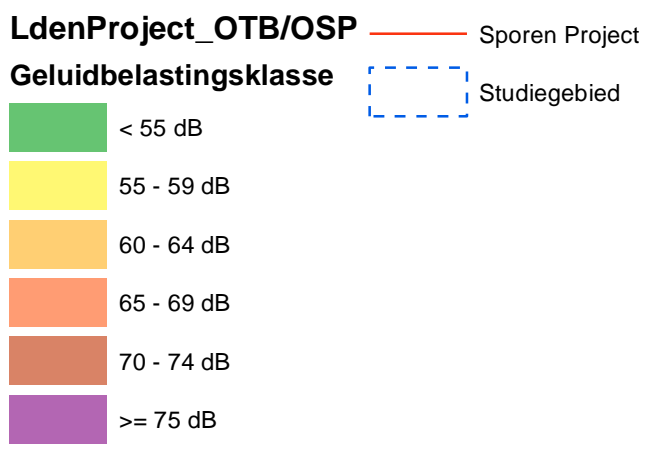 LdenProject_OTB/OSP
Geluidbelastingsklasse
< 55 dB
55 - 59 dB
60 - 64 dB
65 - 69 dB
70 - 74 dB
>= 75 dB
Sporen Project
Studiegebied